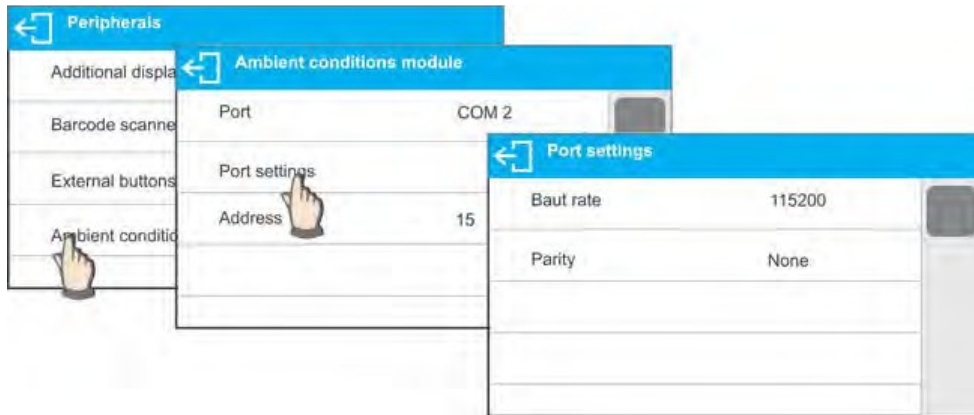 Peripherals
Additional displa
Barcode scanne
External buttons
Ambient conditio
Ambient conditions module
Port COM 2
Port settings
Address 15
Port settings
Baut rate 115200
Parity None